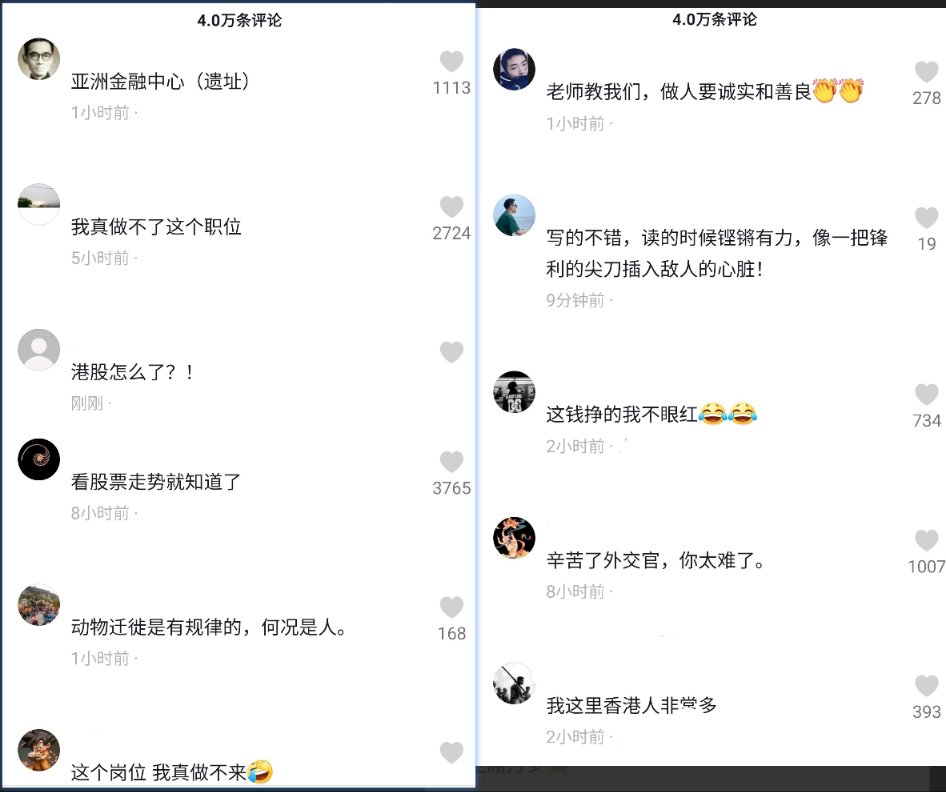 4.0万条评论
亚洲金融中心（遗址）
1113
1小时前 ·
我真做不了这个职位
2724
5小时前 ·
港股怎么了？！
刚刚 ·
看股票走势就知道了
3765
8小时前 ·
动物迁徙是有规律的，何况是人。
168
1小时前 ·
这个岗位 我真做不来🤣
4.0万条评论
老师教我们，做人要诚实和善良👏👏
278
1小时前 ·
写的不错，读的时候铿锵有力，像一把锋
19
利的尖刀插入敌人的心脏！
9分钟前 ·
这钱挣的我不眼红😂😂
734
2小时前 ·
辛苦了外交官，你太难了。
1007
8小时前 ·
我这里香港人非常多
393
2小时前 ·